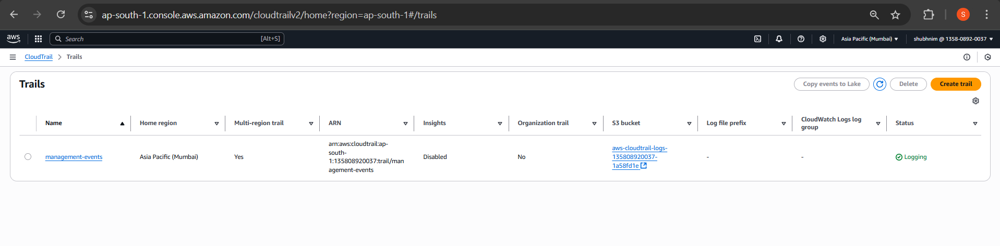 ap-south-1.console.aws.amazon.com/cloudtrailv2/home?region=ap-south-1#/trails
S
aws
Search
[Alt+S]
Asia Pacific (Mumbai)
shubhnim @ 1358-0892-0037
CloudTrail
Trails
Trails
Copy events to Lake
Delete
Create trail
Name
Home region
Multi-region trail
ARN
Insights
Organization trail
S3 bucket
Log file prefix
CloudWatch Logs log
group
Status
management-events
Asia Pacific (Mumbai)
Yes
arn:aws:cloudtrail:ap-
south-
1:135808920037:trail/man
agement-events
Disabled
No
aws-cloudtrail-logs-
135808920037-
1a58fd1e
-
-
Logging